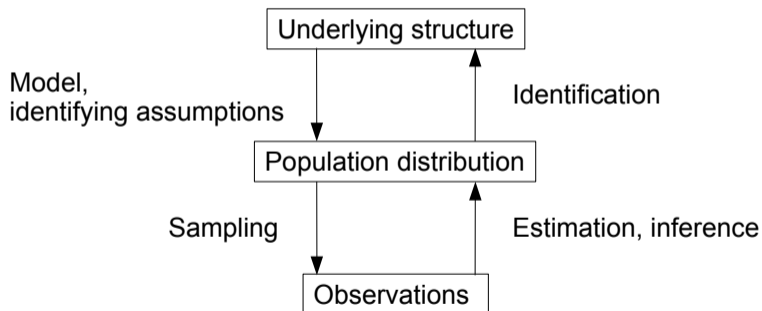 Underlying structure
Model,
identifying assumptions
Identification
Population distribution
Sampling
Estimation, inference
Observations